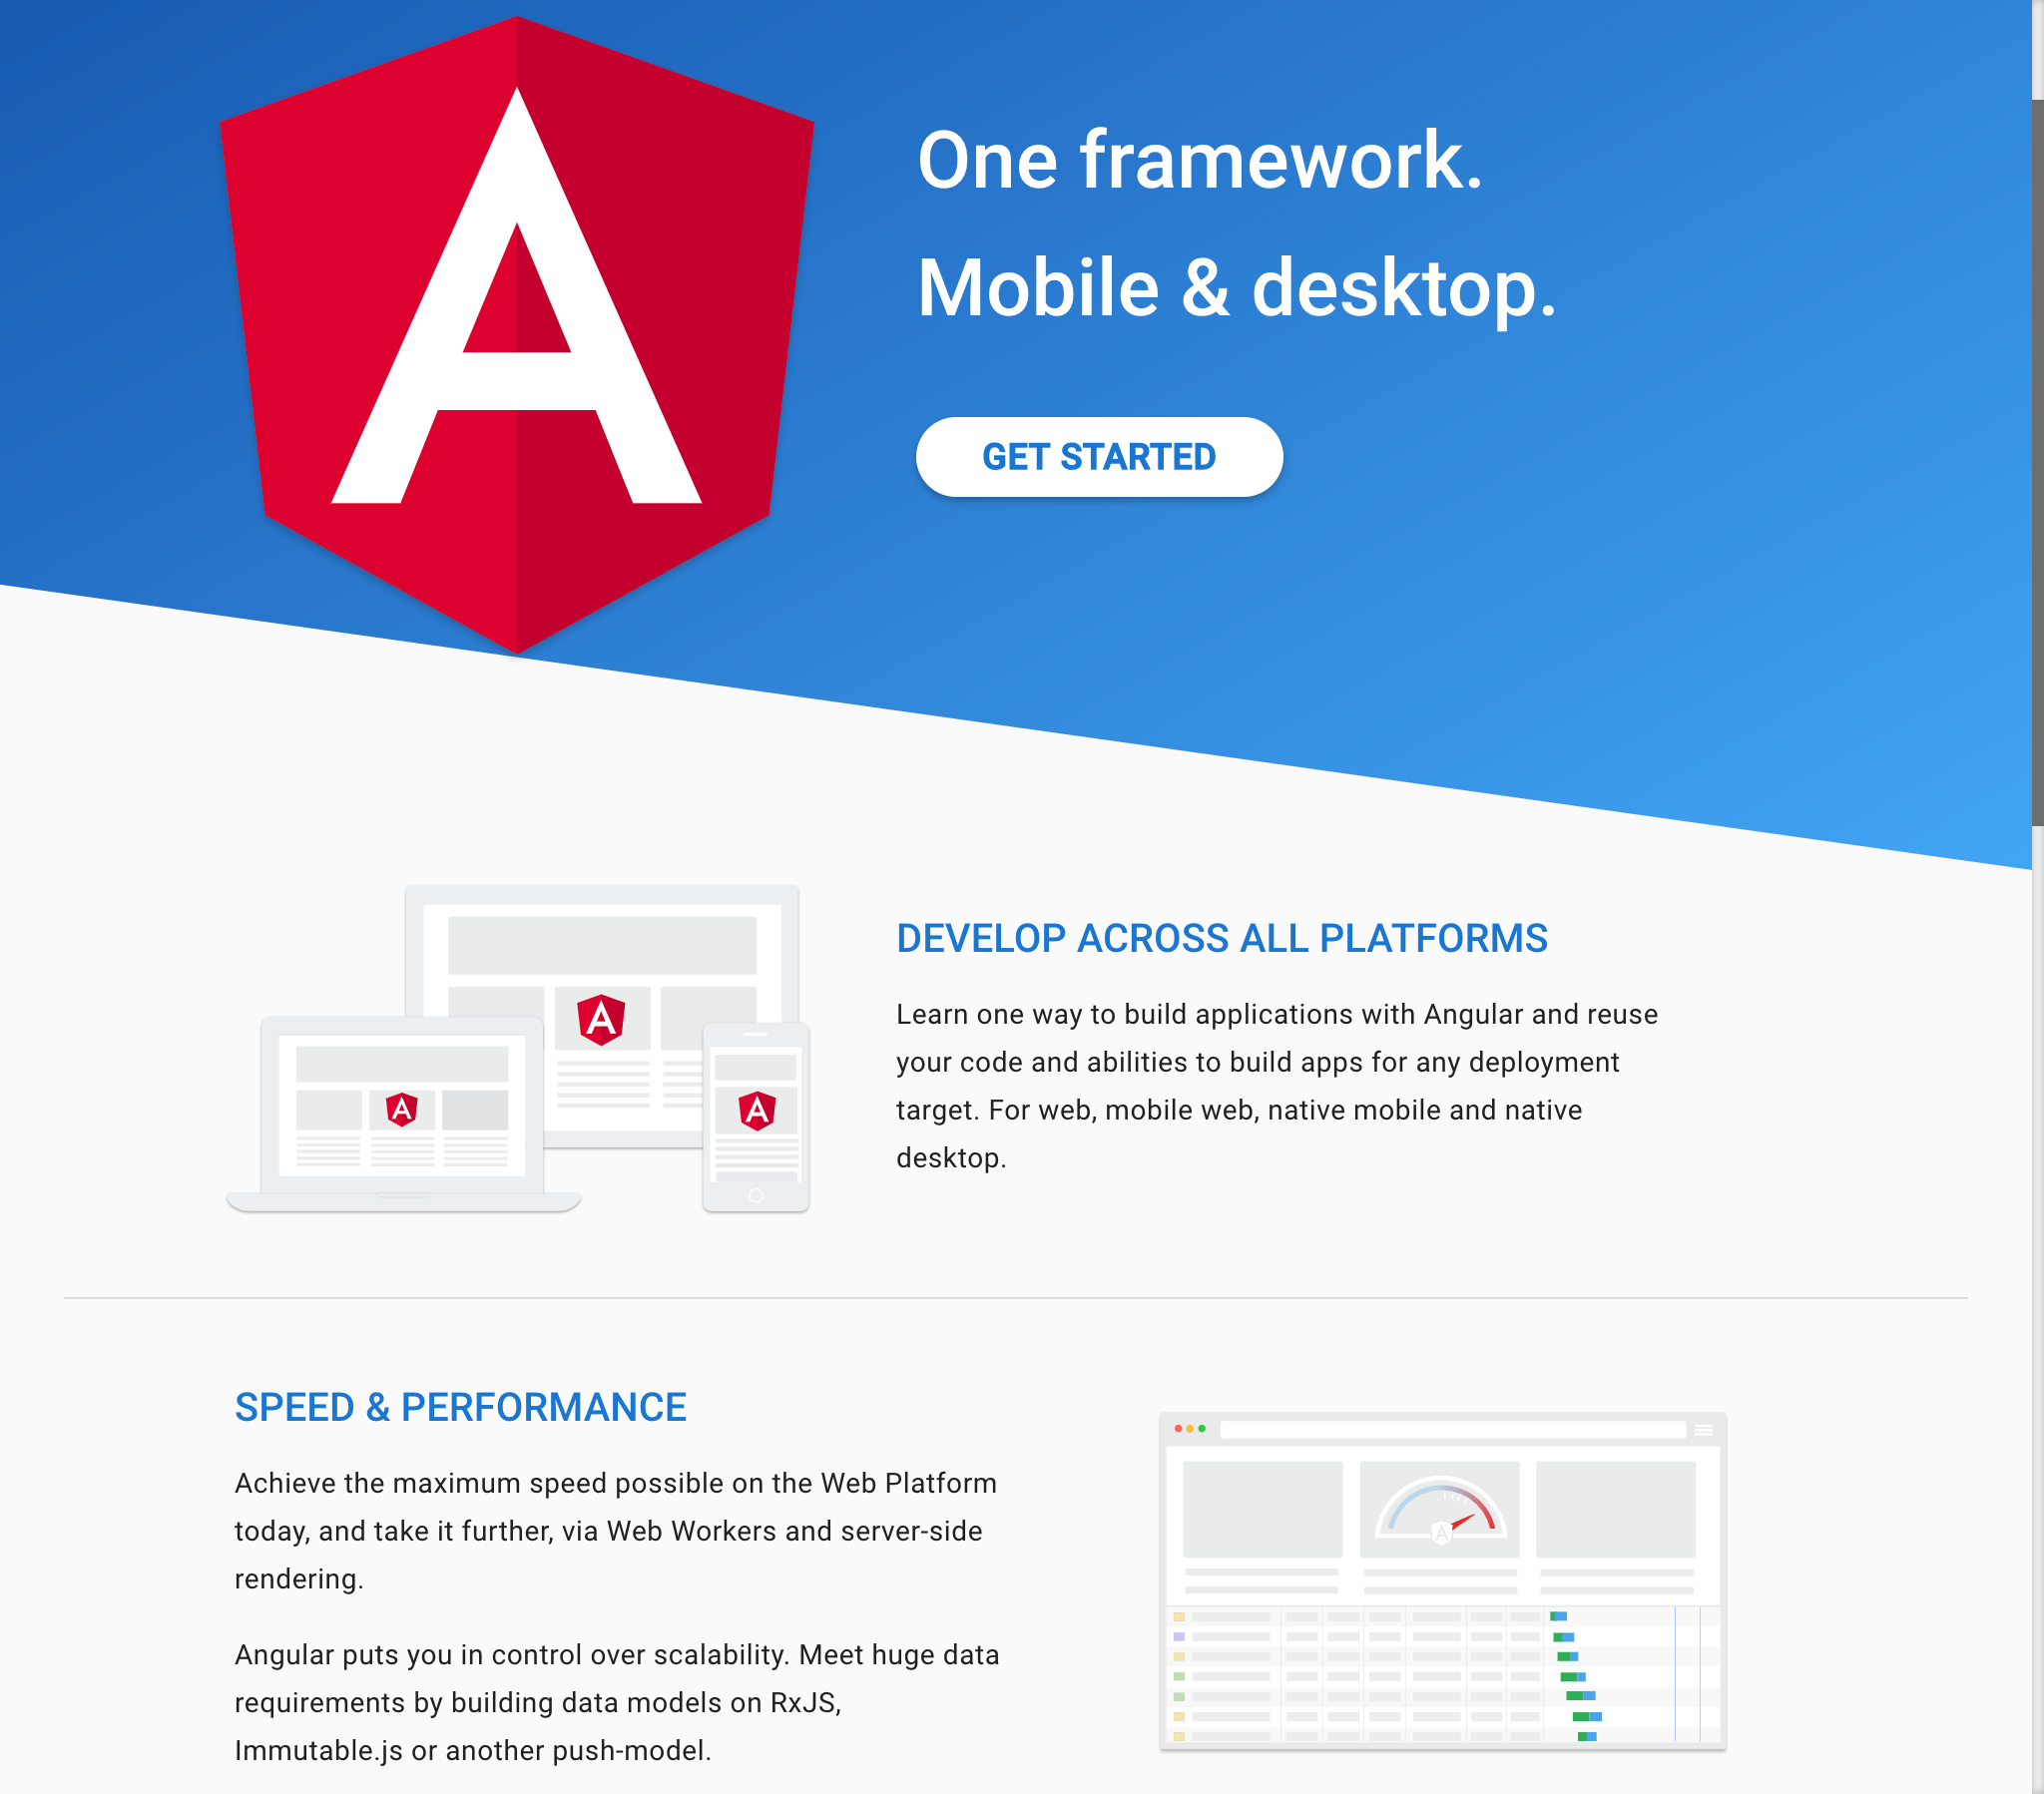 A
One framework.
Mobile & desktop.
GET STARTED
DEVELOP ACROSS ALL PLATFORMS
Learn one way to build applications with Angular and reuse
your code and abilities to build apps for any deployment
target. For web, mobile web, native mobile and native
desktop.
A
A
A
SPEED & PERFORMANCE
Achieve the maximum speed possible on the Web Platform
today, and take it further, via Web Workers and server-side
rendering.
Angular puts you in control over scalability. Meet huge data
requirements by building data models on RxJS,
Immutable.js or another push-model.
A